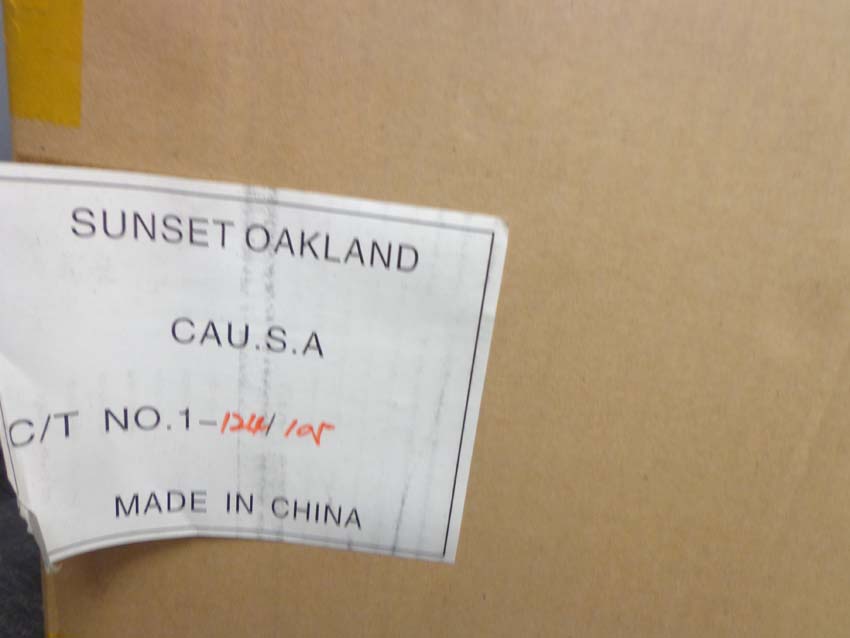 SUNSET OAKLAND
CAU.S.A
C/T NO.1-124/105
MADE IN CHINA